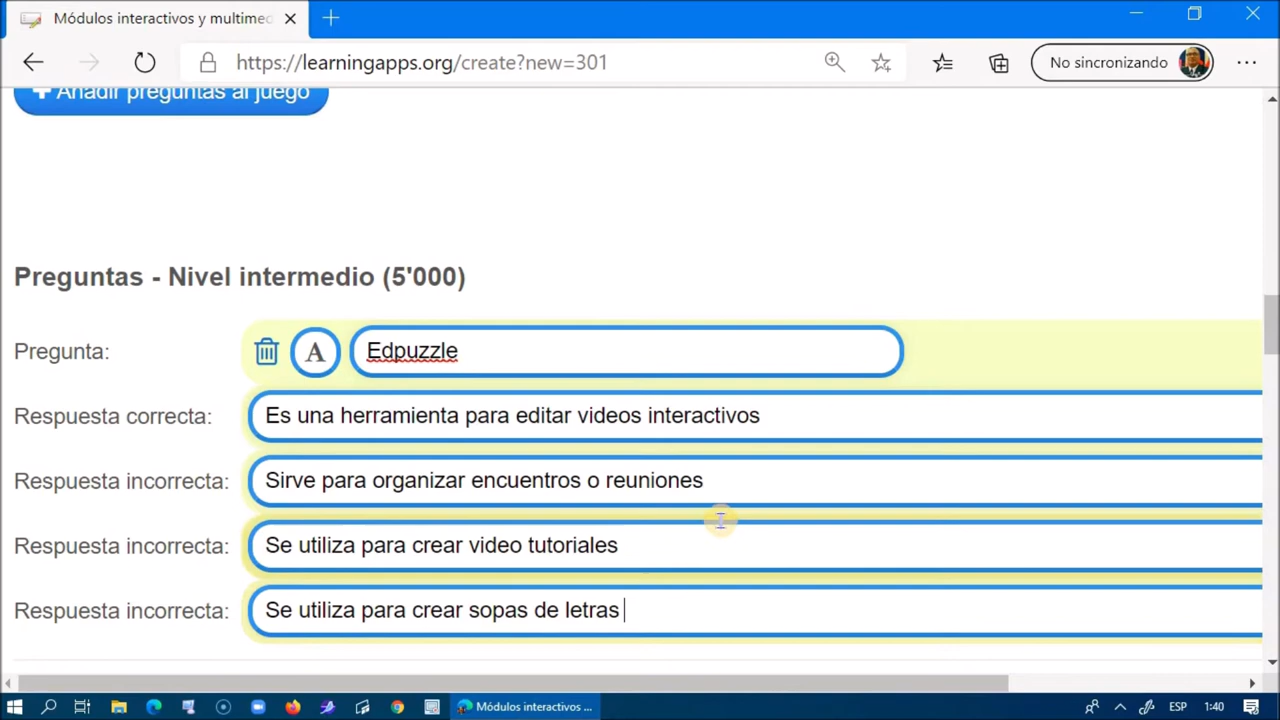 Módulos interactivos y multimed
https://learningapps.org/create?new=301
No sincronizando
+ Añadir preguntas al juego
Preguntas - Nivel intermedio (5'000)
Pregunta:
A
Edpuzzle
Respuesta correcta:
Es una herramienta para editar videos interactivos
Respuesta incorrecta:
Sirve para organizar encuentros o reuniones
Respuesta incorrecta:
Se utiliza para crear video tutoriales
Respuesta incorrecta:
Se utiliza para crear sopas de letras
Módulos interactivos ...
ESP
1:40